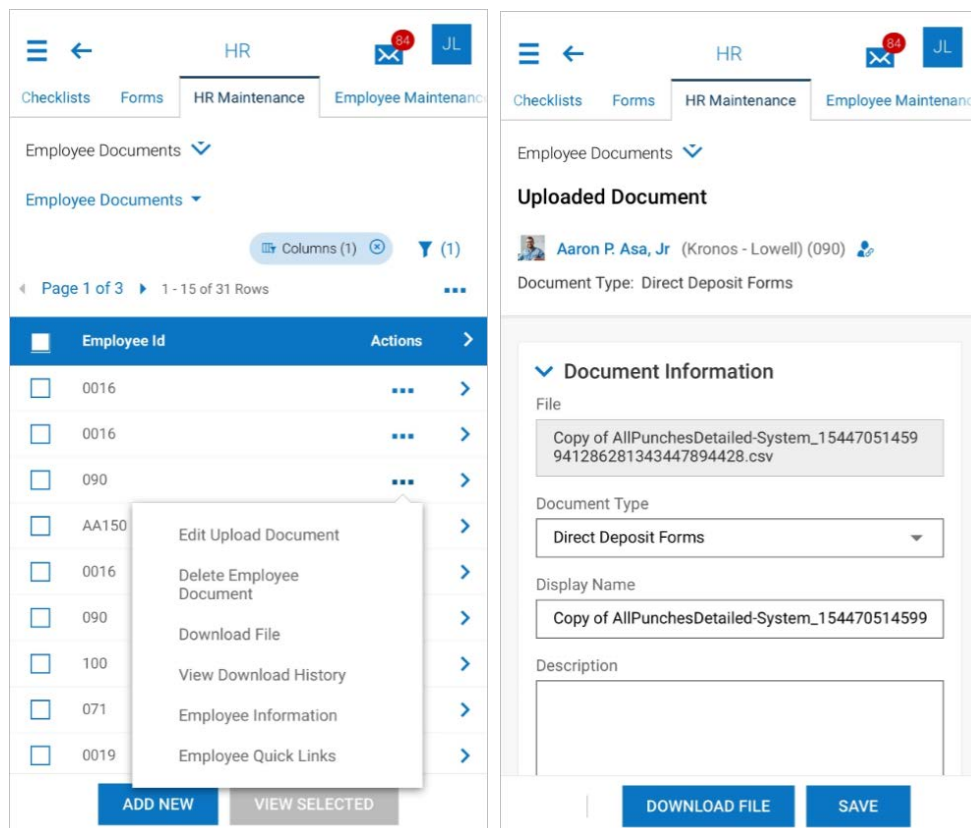 HR
84
JL
Checklists Forms HR Maintenance Employee Maintenanc
Employee Documents
Employee Documents
Columns (1) (1)
Page 1 of 3 1 - 15 of 31 Rows
Employee Id Actions
0016
0016
090
AA150
0016
090
100
071
0019
Edit Upload Document
Delete Employee
Document
Download File
View Download History
Employee Information
Employee Quick Links
ADD NEW VIEW SELECTED
HR
84
JL
Checklists Forms HR Maintenance Employee Maintenanc
Employee Documents
Uploaded Document
Aaron P. Asa, Jr (Kronos - Lowell) (090)
Document Type: Direct Deposit Forms
Document Information
File
Copy of AllPunchesDetailed-System_15447051459
941286281343447894428.csv
Document Type
Direct Deposit Forms
Display Name
Copy of AllPunchesDetailed-System_154470514599
Description
DOWNLOAD FILE SAVE